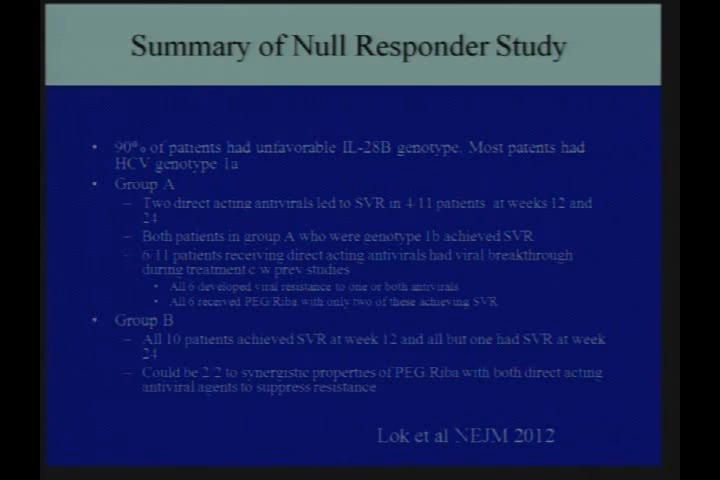 Summary of Null Responder Study
• 90% of patients had unfavorable IL-28B genotype. Most patents had
HCV genotype 1a
• Group A
– Two direct acting antivirals led to SVR in 4/11 patients at weeks 12 and
24
– Both patients in group A who were genotype 1b achieved SVR
– 6/11 patients receiving direct acting antivirals had viral breakthrough
during treatment c/w prev studies
• All 6 developed viral resistance to one or both antivirals
• All 6 received PEG/Riba with only two of these achieving SVR
• Group B
– All 10 patients achieved SVR at week 12 and all but one had SVR at week
24
– Could be 2/2 to synergistic properties of PEG/Riba with both direct acting
antiviral agents to suppress resistance
Lok et al NEJM 2012